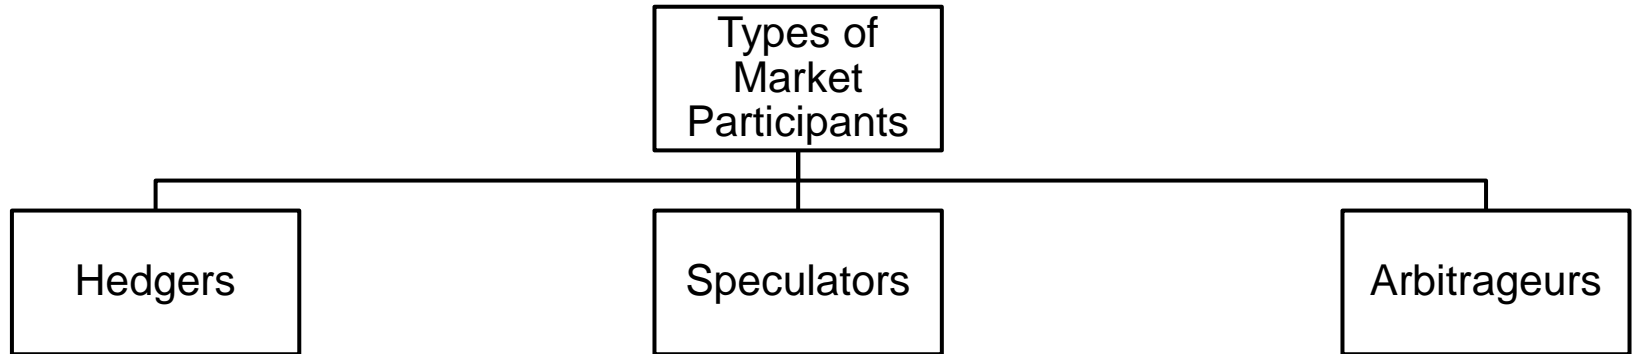 Types of
Market
Participants
Hedgers
Speculators
Arbitrageurs